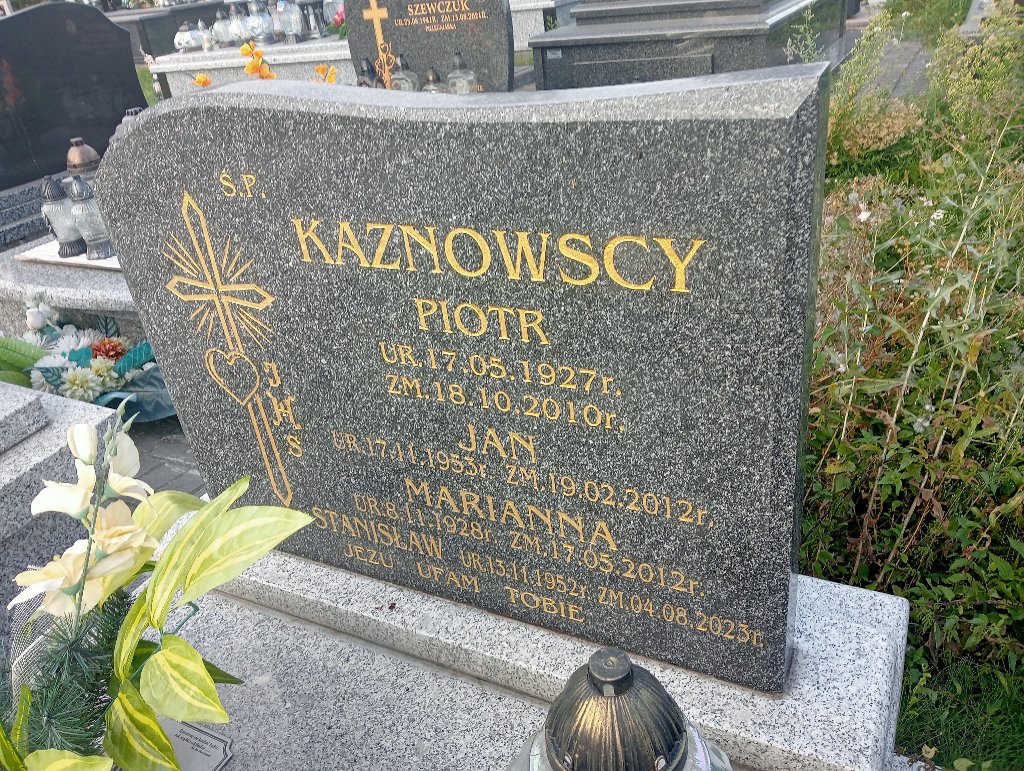 SZEWCZUK
Ś.P.
KAZNOWSCY
PIOTR
UR.17.05.1927r.
ZM.18.10.2010r.
JAN
UR.17.11.1953r. ZM.19.02.2012r.
MARIANNA
UR.8.11.1928r. ZM.17.05.2012r.
STANISŁAW UR.13.11.1952r. ZM.04.08.2023r.
JEZU UFAM TOBIE
JHS